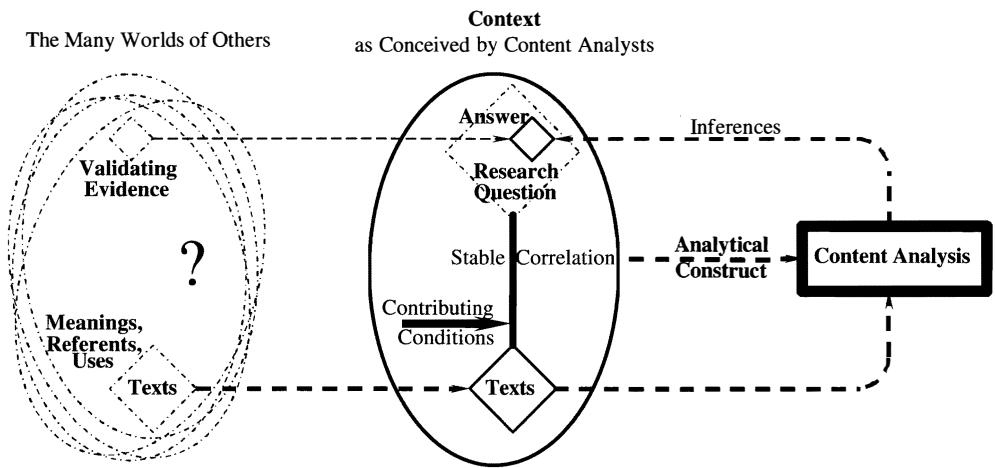 The Many Worlds of Others
Context
as Conceived by Content Analysts
Validating
Evidence
?
Meanings,
Referents,
Uses
Texts
Answer
Research
Question
Stable Correlation
Contributing
Conditions
Texts
Inferences
Analytical
Construct
Content Analysis